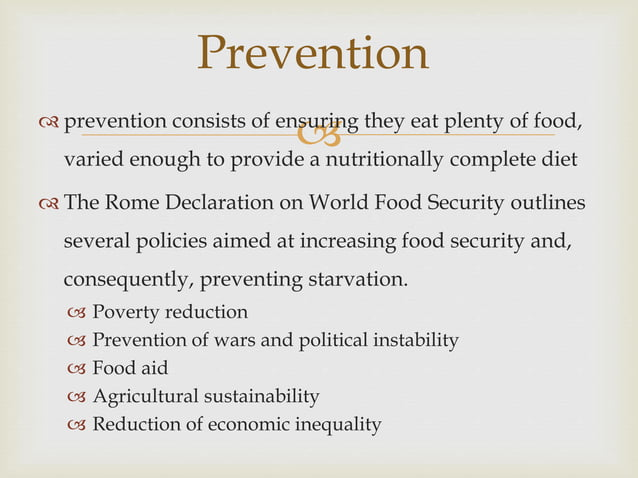 Prevention
prevention consists of ensuring they eat plenty of food,
varied enough to provide a nutritionally complete diet
The Rome Declaration on World Food Security outlines
several policies aimed at increasing food security and,
consequently, preventing starvation.
Poverty reduction
Prevention of wars and political instability
Food aid
Agricultural sustainability
Reduction of economic inequality